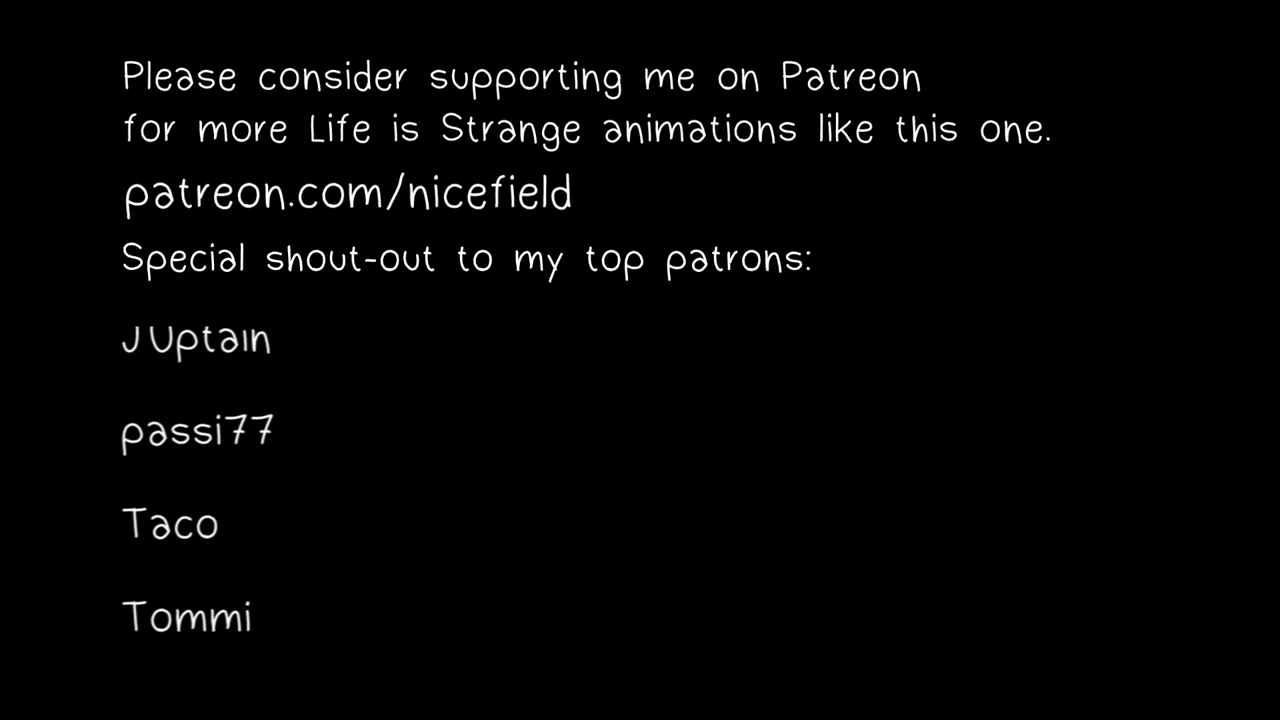 Please consider supporting me on Patreon
for more Life is Strange animations like this one.
patreon.com/nicefield
Special shout-out to my top patrons:
J Uptain
passi77
Taco
Tommi